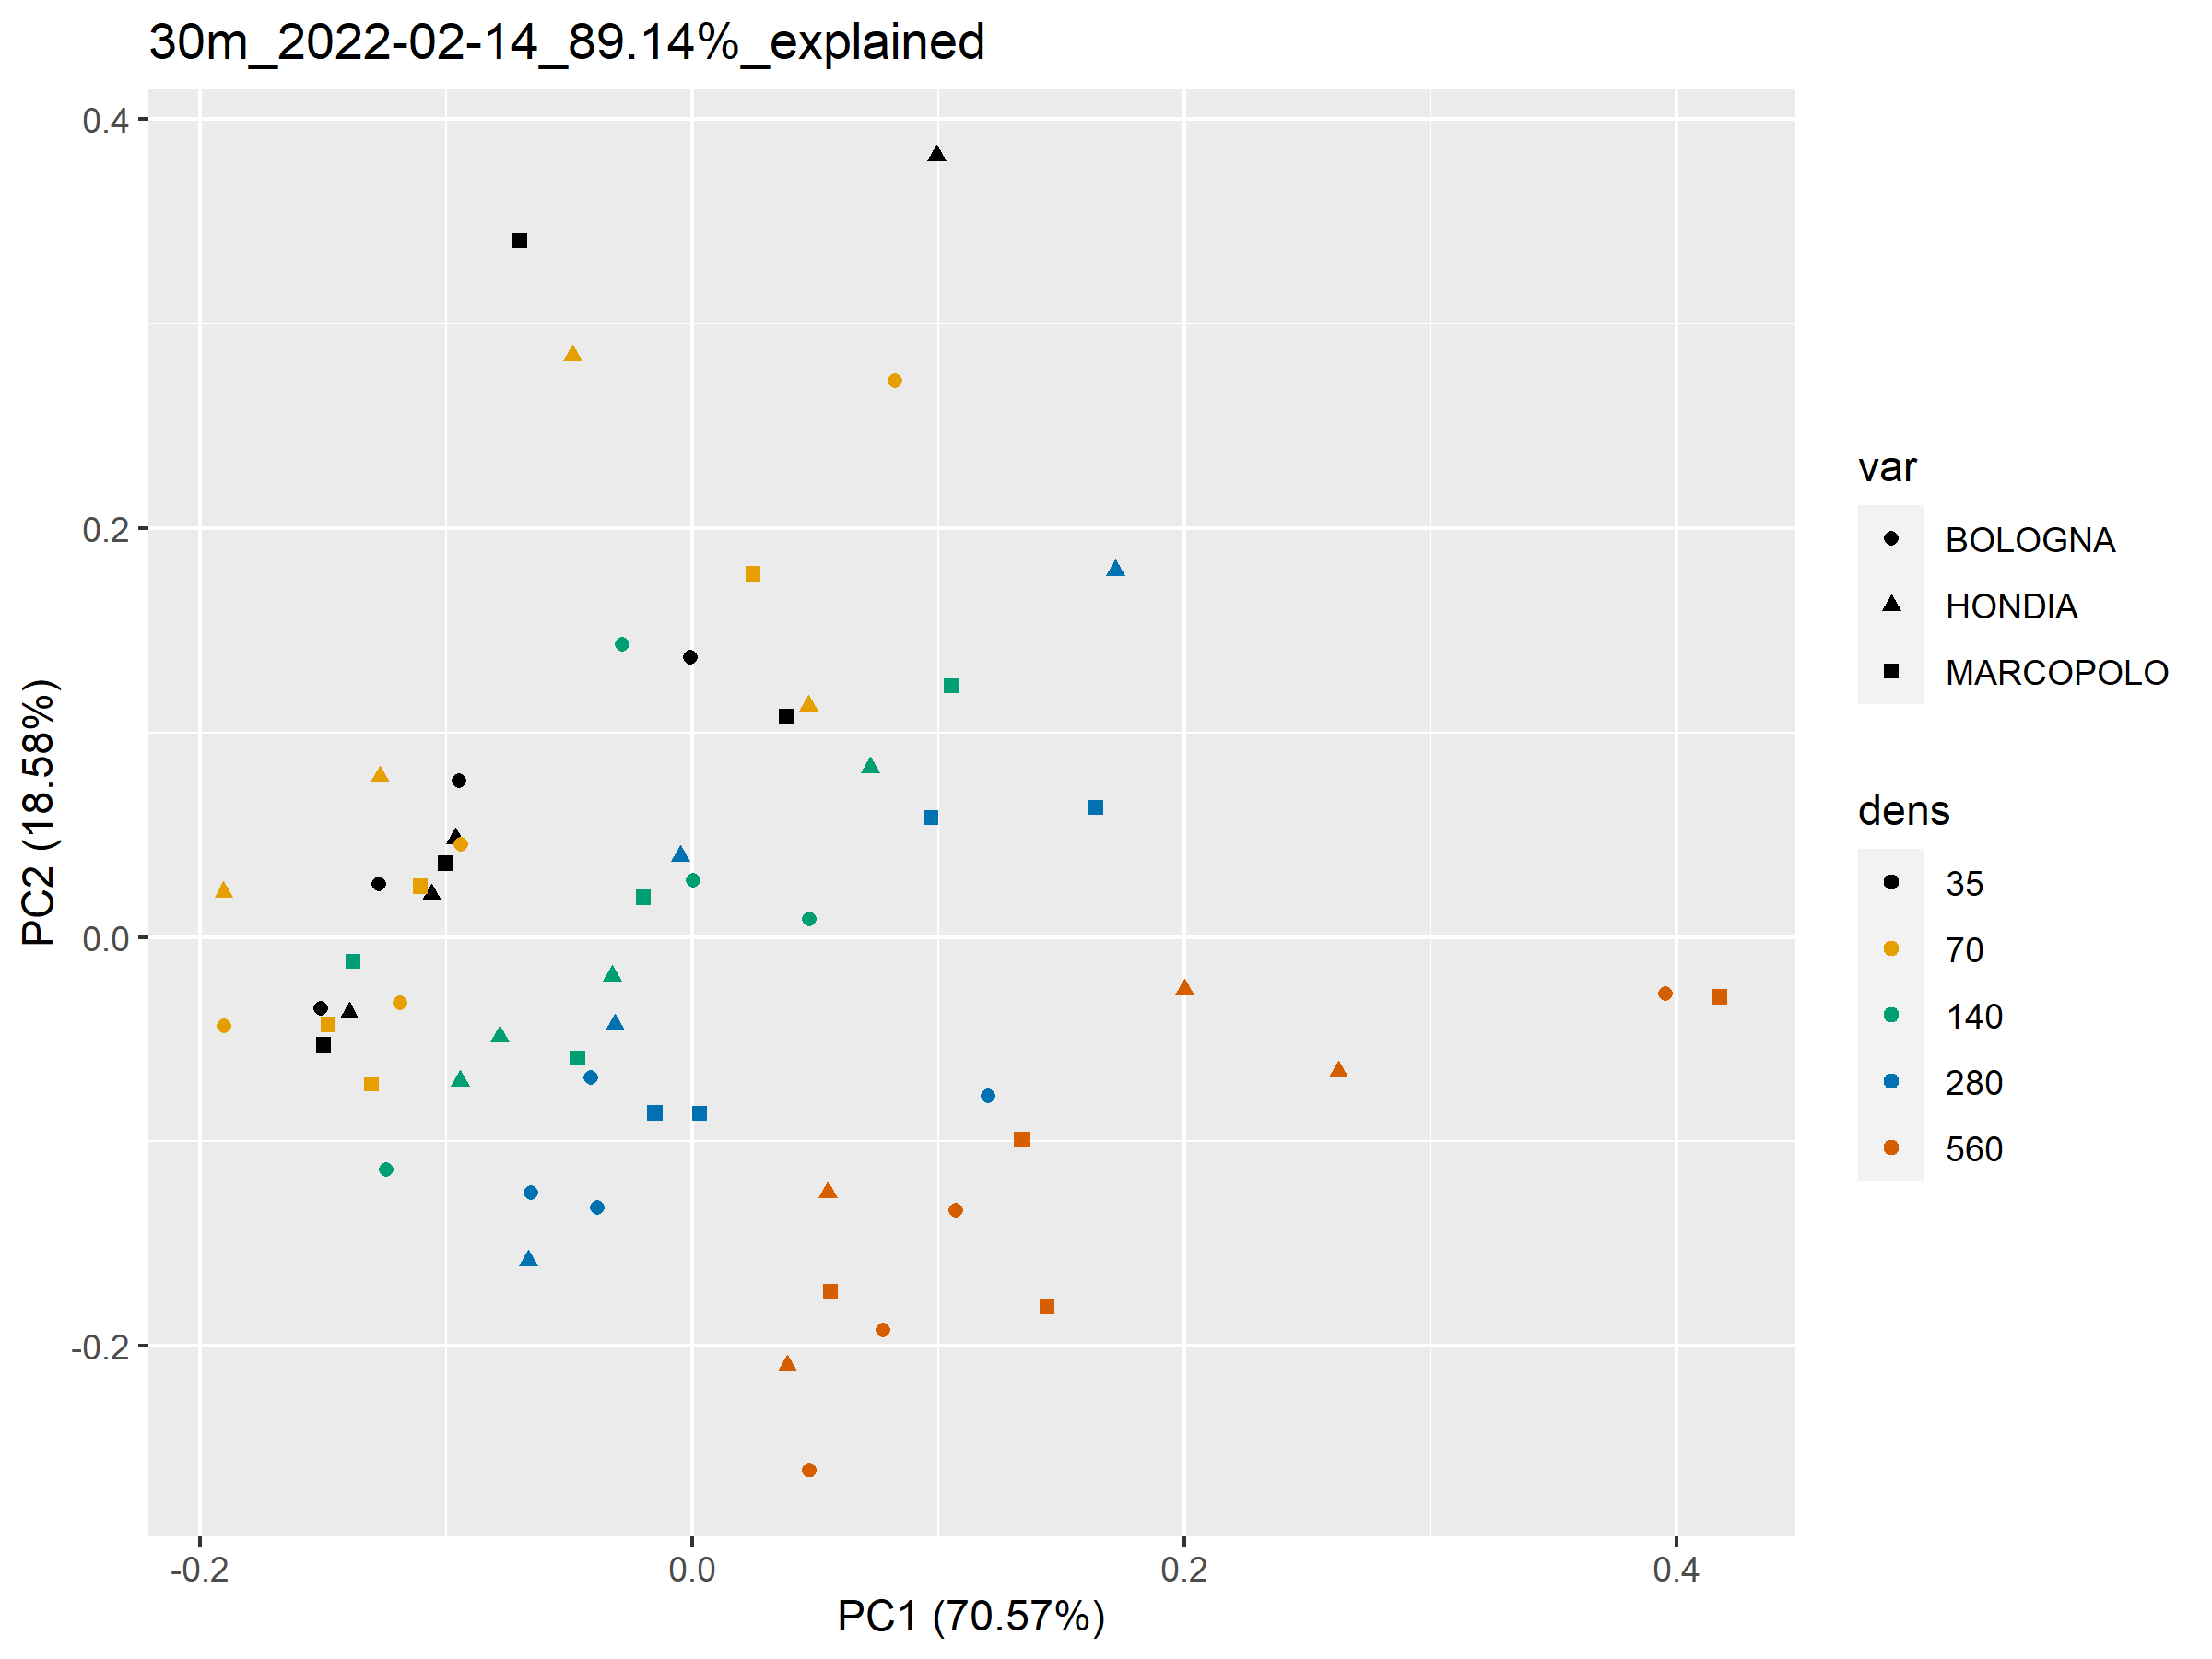 30m_2022-02-14_89.14%_explained
0.4
0.2
0.0
-0.2
PC2 (18.58%)
-0.2
0.0
0.2
0.4
PC1 (70.57%)
var
BOLOGNA
HONDIA
MARCOPOLO
dens
35
70
140
280
560